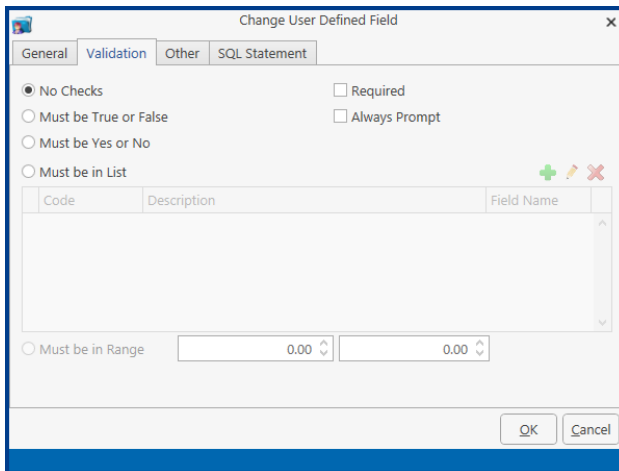 Change User Defined Field
General Validation Other SQL Statement
No Checks Required
Must be True or False Always Prompt
Must be Yes or No
Must be in List
Code Description Field Name
Must be in Range 0.00 0.00
OK Cancel